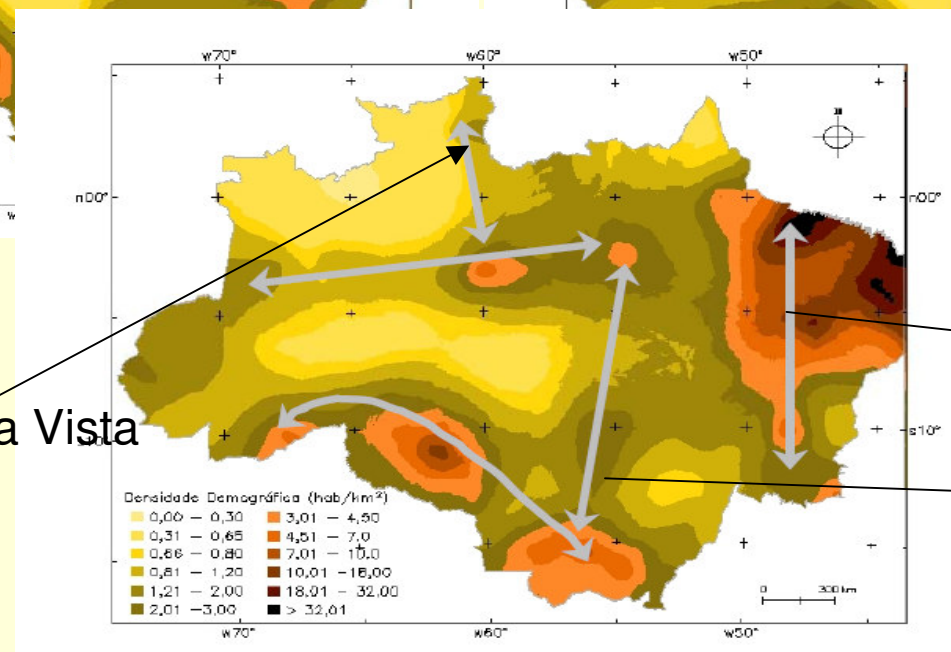 w70° w60° w50°
n00° n00°
a Vista
s10°
Densidade Demográfica (hab/km²)
0,00 – 0,30 3,01 – 4,50
0,31 – 0,65 4,51 – 7,0
0,66 – 0,80 7,01 – 10,0
0,81 – 1,20 10,01 – 18,00
1,21 – 2,00 18,01 – 32,00
2,01 – 3,00 > 32,01
0 300 km
w70° w60° w50°